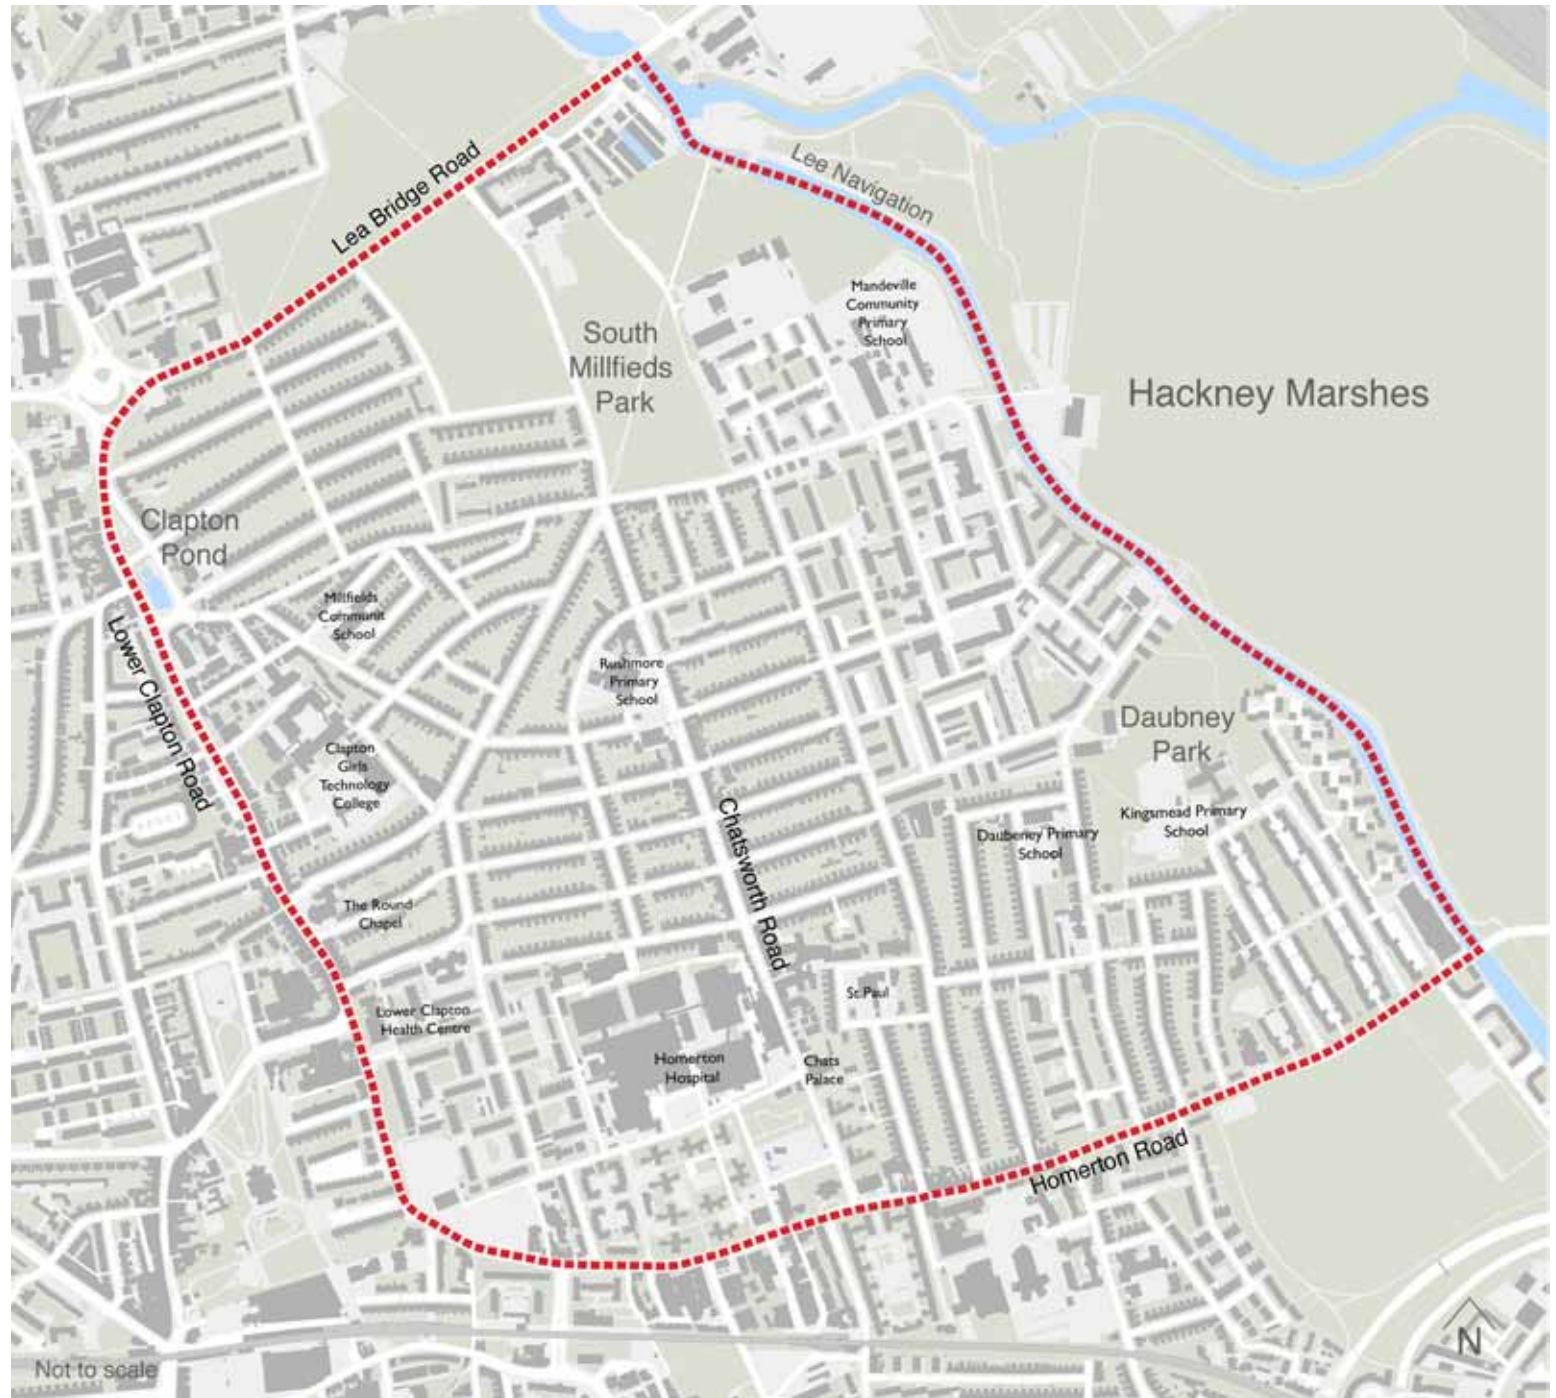 Lea Bridge Road
Lee Navigation
Mandeville
Community
Primary
School
South
Millfieds
Park
Hackney Marshes
Clapton
Pond
Millfields
Communit
School
Lower Clapton Road
Rushmore
Primary
School
Daubney
Park
Clapton
Girls
Technology
College
Chatsworth Road
Kingsmead Primary
School
Daubeney Primary
School
The Round
Chapel
St Paul
Lower Clapton
Health Centre
Homerton
Hospital
Chats
Palace
Homerton Road
N
Not to scale